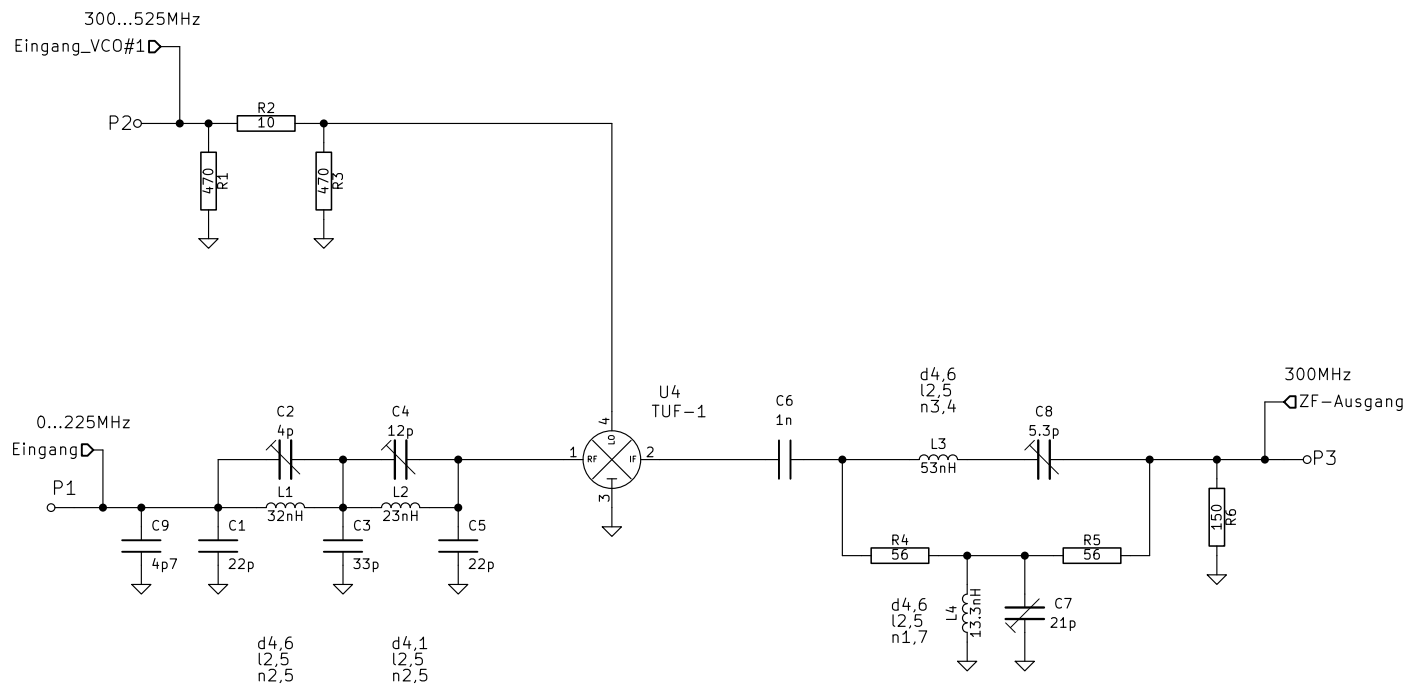 300...525MHz
Eingang_VCO#1
P2
R2
10
470
R1
470
R3
0...225MHz
Eingang
P1
C9
4p7
C1
22p
C2
4p
L1
32nH
C3
33p
C4
12p
L2
23nH
C5
22p
d4,6
l2,5
n2,5
d4,1
l2,5
n2,5
U4
TUF-1
1
RF
4
LO
IF
2
3
C6
1n
d4,6
l2,5
n3,4
L3
53nH
C8
5.3p
R4
56
R5
56
d4,6
l2,5
n1,7
L4
13.3nH
C7
21p
300MHz
ZF-Ausgang
P3
150
R6